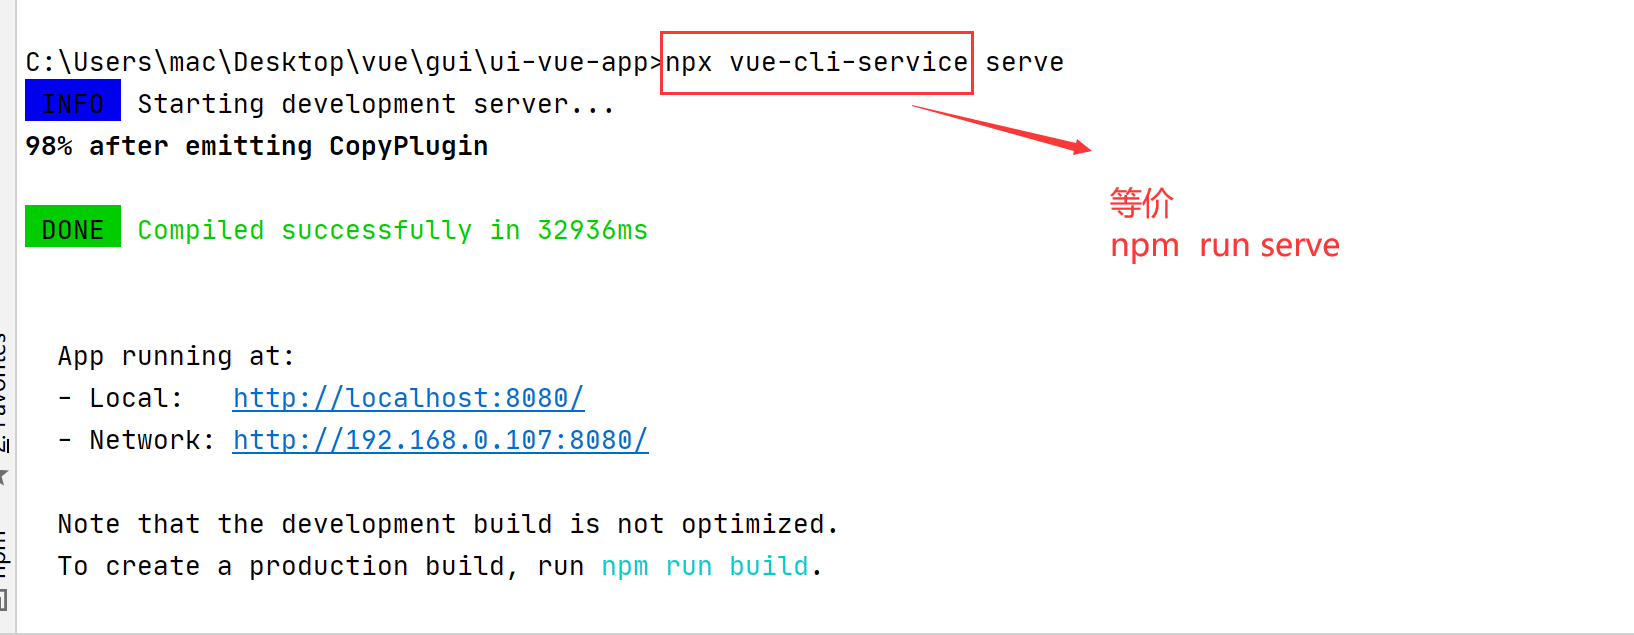 C:\Users\mac\Desktop\vue\gui\ui-vue-app>npx vue-cli-service serve
INFO Starting development server...
98% after emitting CopyPlugin
等价
DONE Compiled successfully in 32936ms
npm run serve
App running at:
- Local: http://localhost:8080/
- Network: http://192.168.0.107:8080/
Note that the development build is not optimized.
To create a production build, run npm run build.
npm